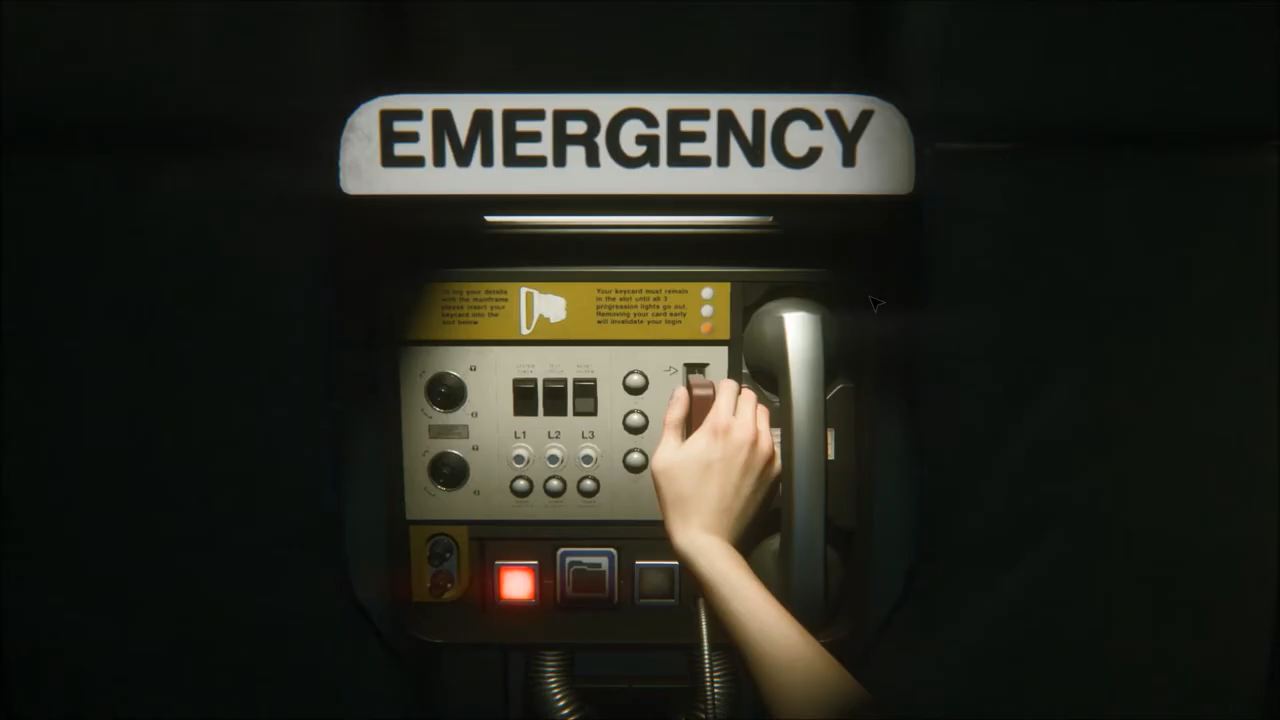 EMERGENCY
To log your details
with the mainframe
please insert your
keycard into the
slot below
Your keycard must remain
in the slot until all 3
progression lights go out.
Removing your card early
will invalidate your login
L1 L2 L3